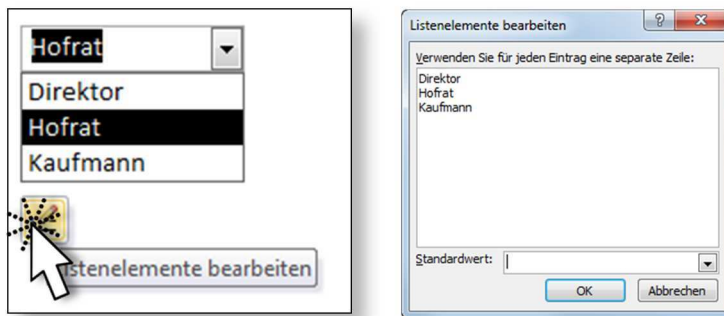 Hofrat
Direktor
Hofrat
Kaufmann
Listenelemente bearbeiten
Listenelemente bearbeiten
Verwenden Sie für jeden Eintrag eine separate Zeile:
Direktor
Hofrat
Kaufmann
Standardwert:
OK
Abbrechen